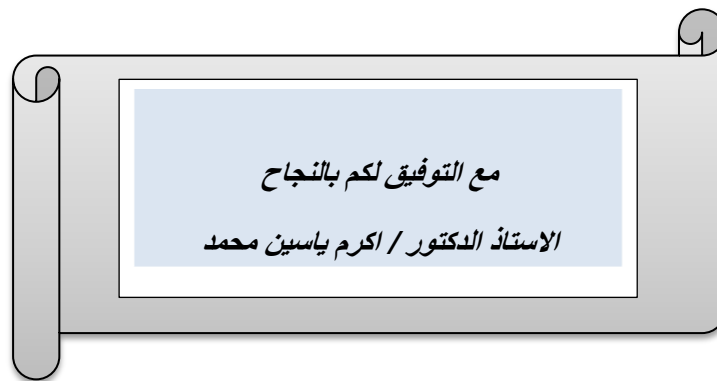 مع التوفيق لكم بالنجاح
الاستاذ الدكتور / اكرم ياسين محمد